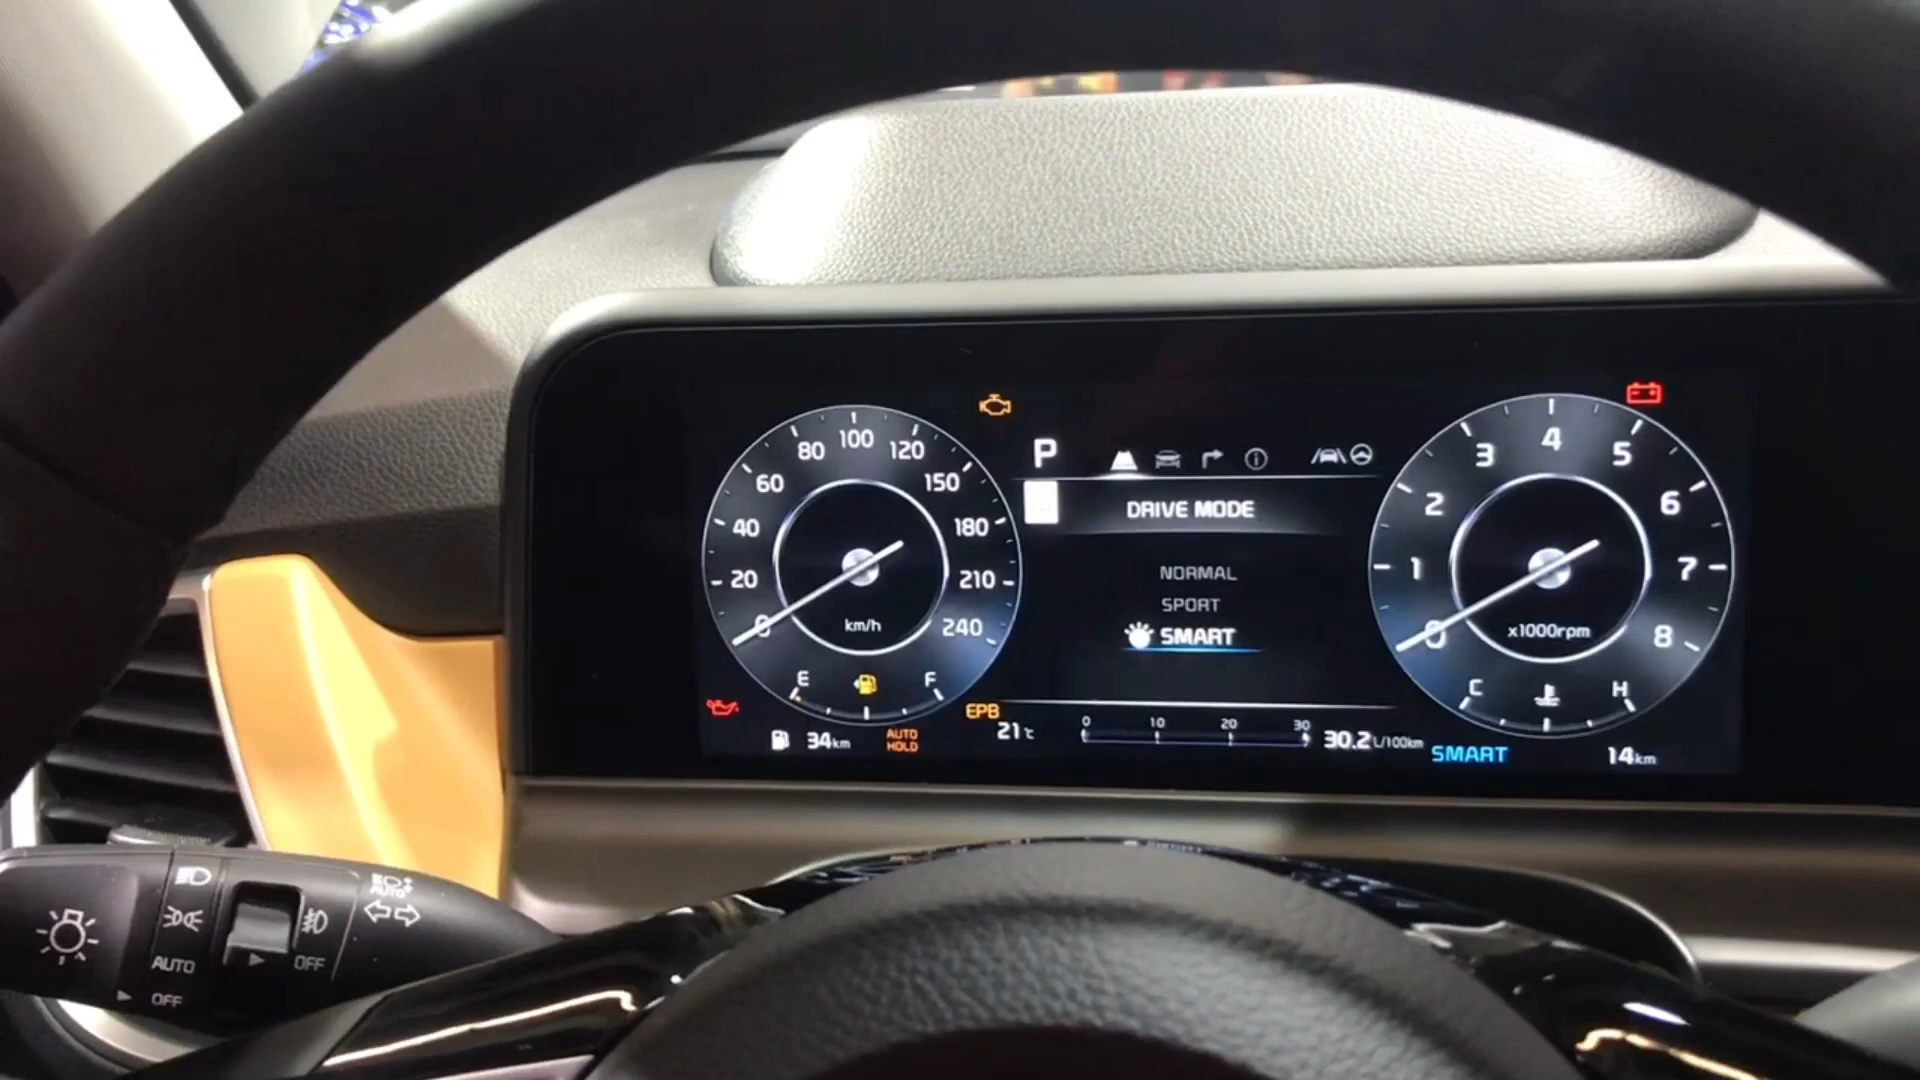 80 100 120
60 150
40 180
20 210
0 km/h 240
E F
34km
AUTO
HOLD
EPB
21℃
P
DRIVE MODE
NORMAL
SPORT
SMART
0 10 20 30
30.2L/100km
3 4 5
2 6
1 7
0 x1000rpm 8
C H
SMART
14km
AUTO
AUTO OFF
OFF